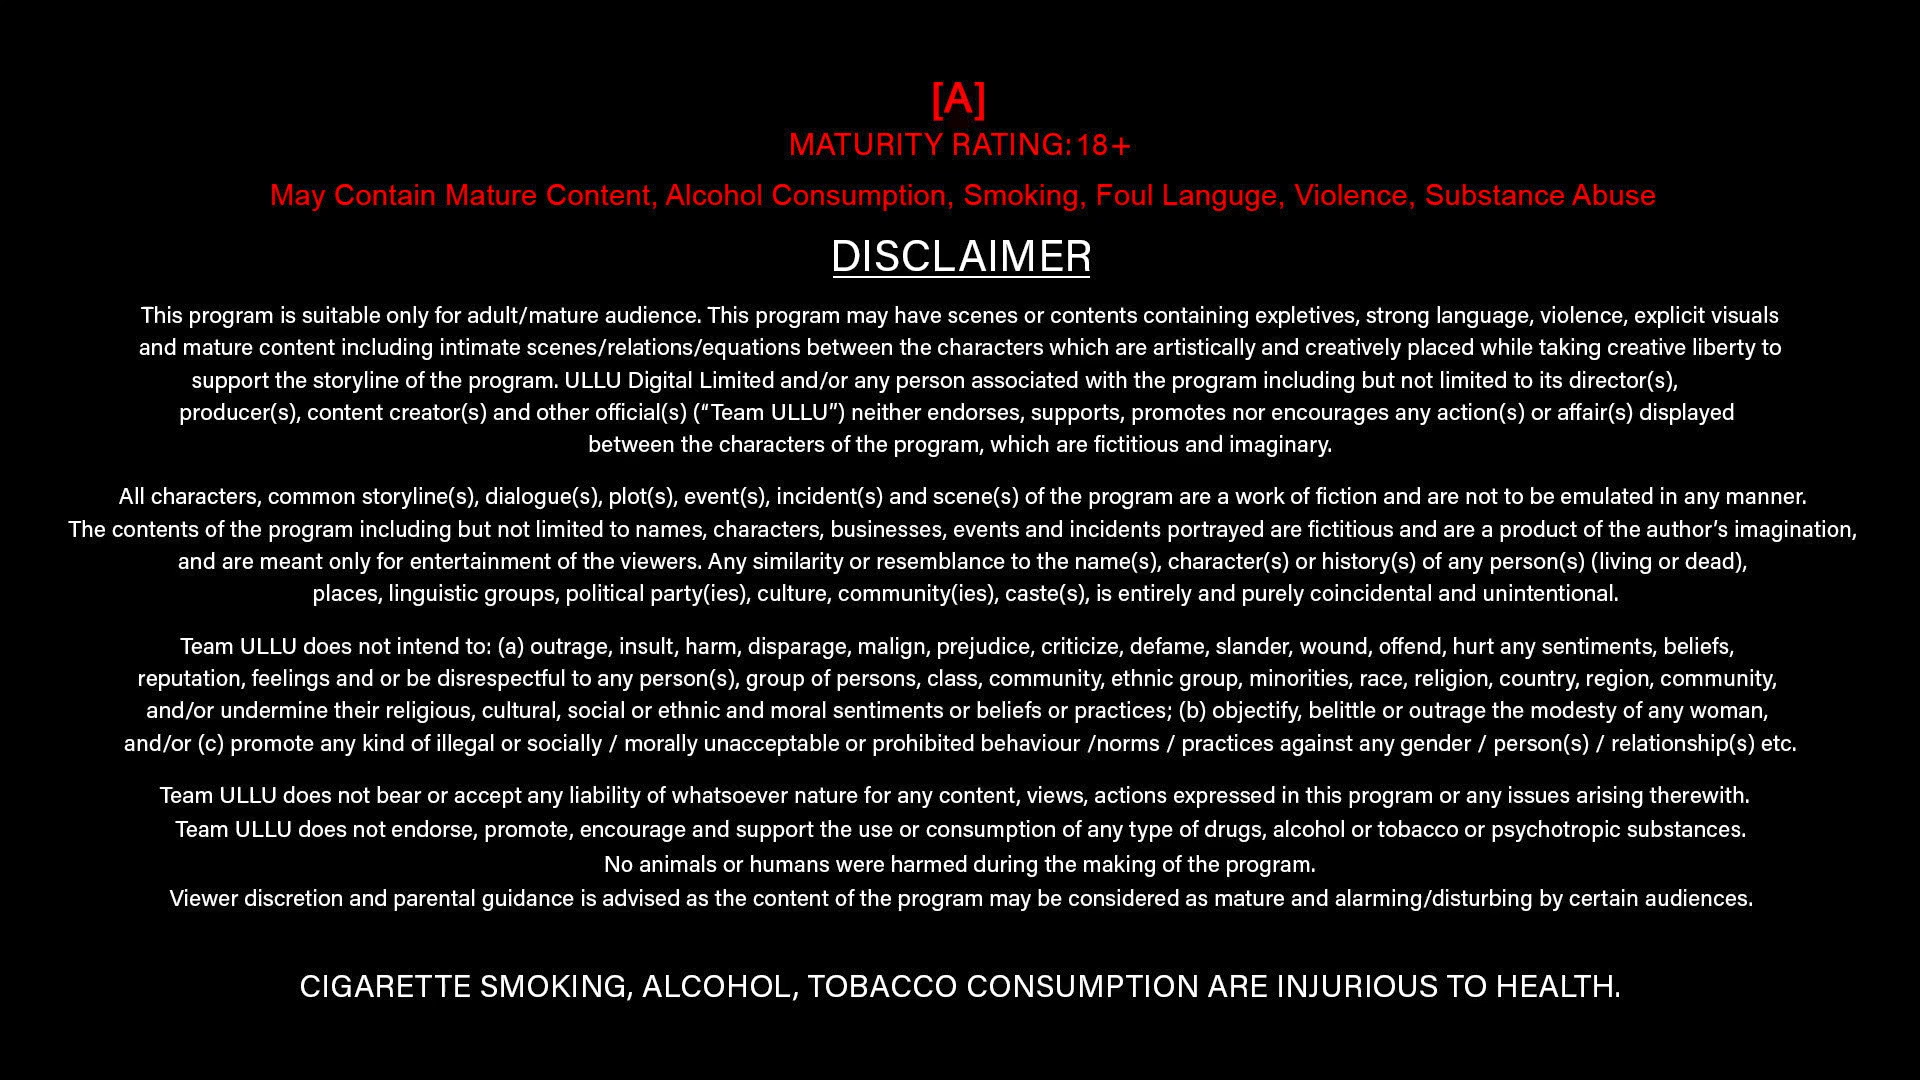 [A]
MATURITY RATING:18+
May Contain Mature Content, Alcohol Consumption, Smoking, Foul Languge, Violence, Substance Abuse
DISCLAIMER
This program is suitable only for adult/mature audience. This program may have scenes or contents containing expletives, strong language, violence, explicit visuals
and mature content including intimate scenes/relations/equations between the characters which are artistically and creatively placed while taking creative liberty to
support the storyline of the program. ULLU Digital Limited and/or any person associated with the program including but not limited to its director(s),
producer(s), content creator(s) and other official(s) (“Team ULLU”) neither endorses, supports, promotes nor encourages any action(s) or affair(s) displayed
between the characters of the program, which are fictitious and imaginary.
All characters, common storyline(s), dialogue(s), plot(s), event(s), incident(s) and scene(s) of the program are a work of fiction and are not to be emulated in any manner.
The contents of the program including but not limited to names, characters, businesses, events and incidents portrayed are fictitious and are a product of the author’s imagination,
and are meant only for entertainment of the viewers. Any similarity or resemblance to the name(s), character(s) or history(s) of any person(s) (living or dead),
places, linguistic groups, political party(ies), culture, community(ies), caste(s), is entirely and purely coincidental and unintentional.
Team ULLU does not intend to: (a) outrage, insult, harm, disparage, malign, prejudice, criticize, defame, slander, wound, offend, hurt any sentiments, beliefs,
reputation, feelings and or be disrespectful to any person(s), group of persons, class, community, ethnic group, minorities, race, religion, country, region, community,
and/or undermine their religious, cultural, social or ethnic and moral sentiments or beliefs or practices; (b) objectify, belittle or outrage the modesty of any woman,
and/or (c) promote any kind of illegal or socially / morally unacceptable or prohibited behaviour /norms / practices against any gender / person(s) / relationship(s) etc.
Team ULLU does not bear or accept any liability of whatsoever nature for any content, views, actions expressed in this program or any issues arising therewith.
Team ULLU does not endorse, promote, encourage and support the use or consumption of any type of drugs, alcohol or tobacco or psychotropic substances.
No animals or humans were harmed during the making of the program.
Viewer discretion and parental guidance is advised as the content of the program may be considered as mature and alarming/disturbing by certain audiences.
CIGARETTE SMOKING, ALCOHOL, TOBACCO CONSUMPTION ARE INJURIOUS TO HEALTH.